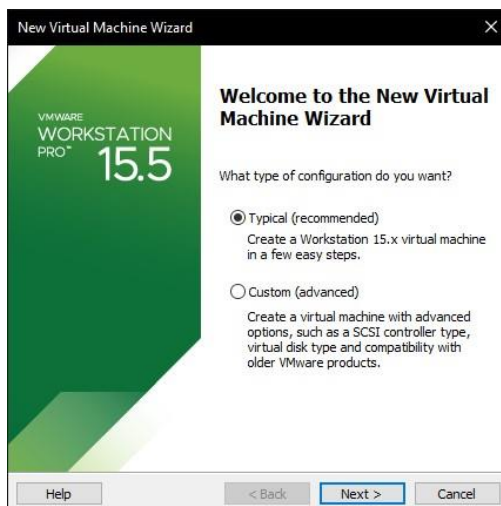 New Virtual Machine Wizard
VMWARE
WORKSTATION
PRO™ 15.5
Welcome to the New Virtual
Machine Wizard
What type of configuration do you want?
Typical (recommended)
Create a Workstation 15.x virtual machine
in a few easy steps.
Custom (advanced)
Create a virtual machine with advanced
options, such as a SCSI controller type,
virtual disk type and compatibility with
older VMware products.
Help
< Back
Next >
Cancel